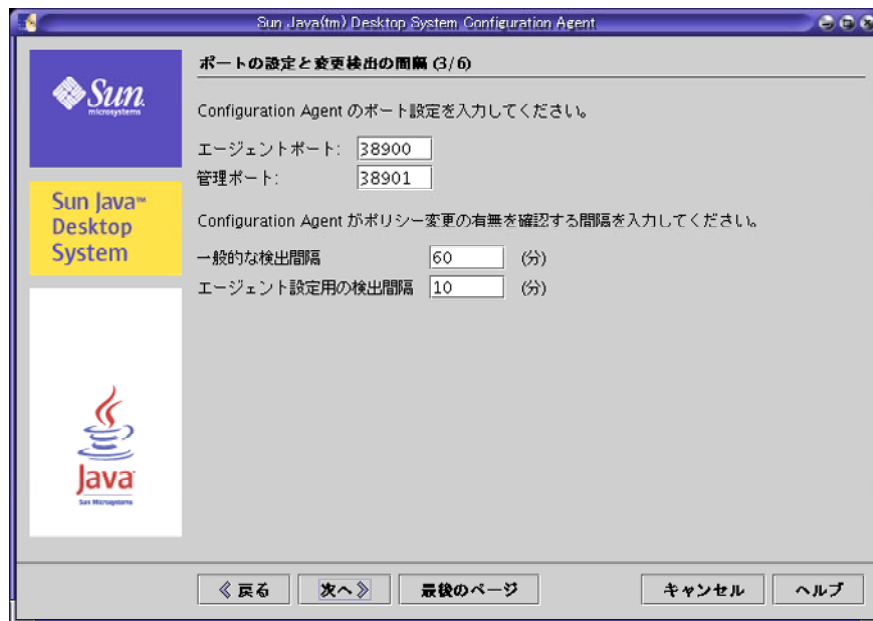 Sun Java(tm) Desktop System Configuration Agent
Sun
microsystems
Sun Java™
Desktop
System
Java
Sun Microsystems
ポートの設定と変更検出の間隔 (3/6)
Configuration Agent のポート設定を入力してください。
エージェントポート: 38900
管理ポート: 38901
Configuration Agent がポリシー変更の有無を確認する間隔を入力してください。
一般的な検出間隔 60 (分)
エージェント設定用の検出間隔 10 (分)
《 戻る 次へ 》 最後のページ キャンセル ヘルプ